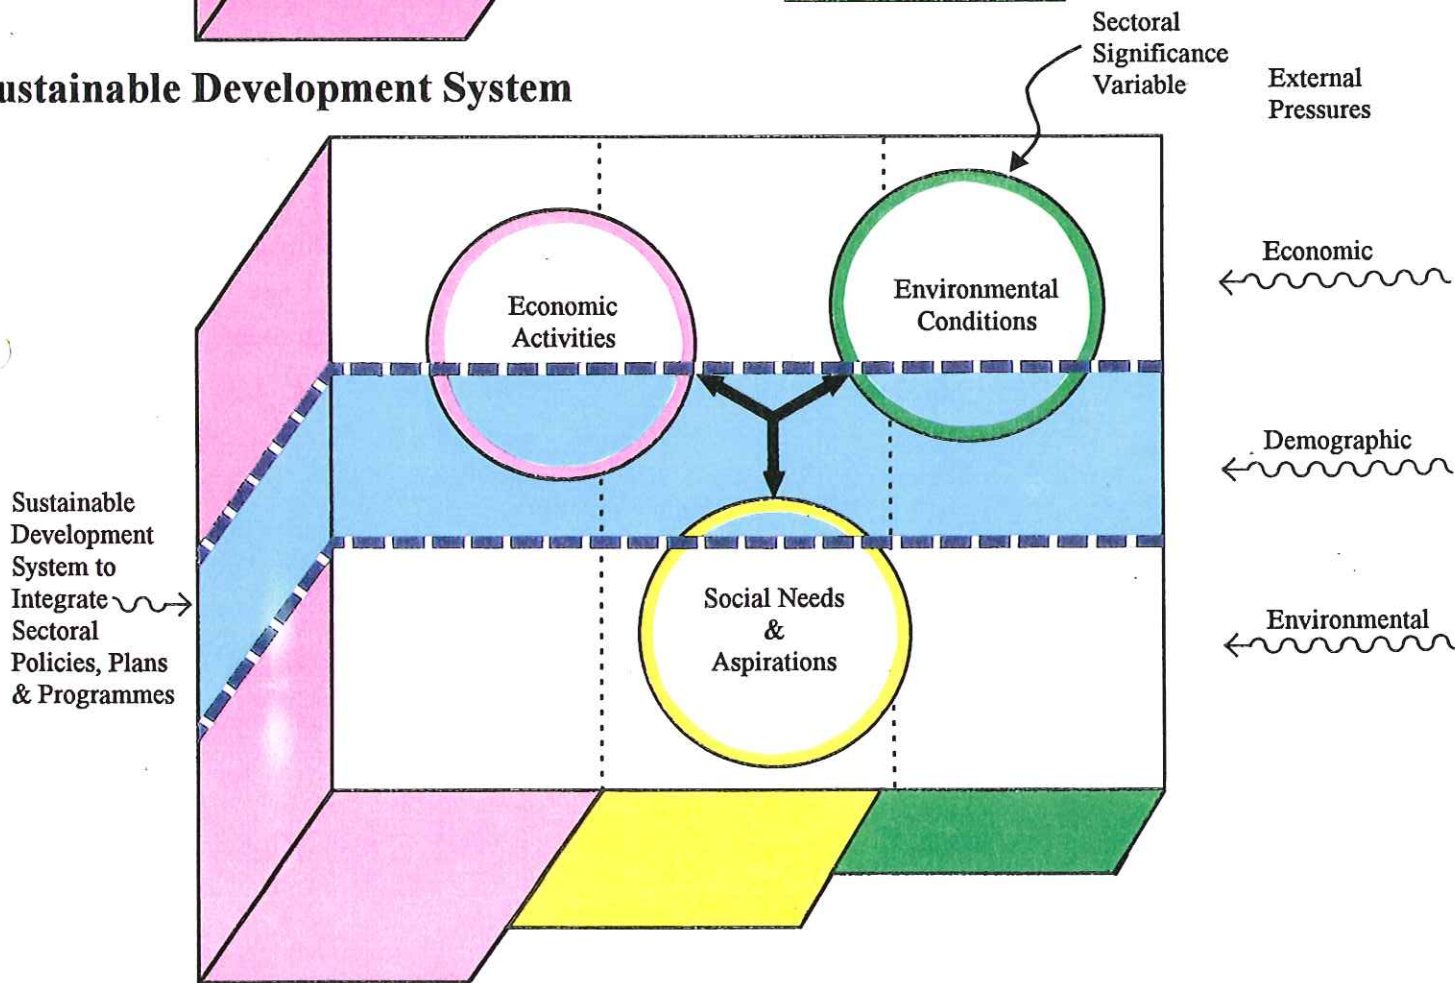 ustainable Development System
Sectoral
Significance
Variable
External
Pressures
Economic
Activities
Environmental
Conditions
Economic
Demographic
Sustainable
Development
System to
Integrate
Sectoral
Policies, Plans
& Programmes
Social Needs
&
Aspirations
Environmental